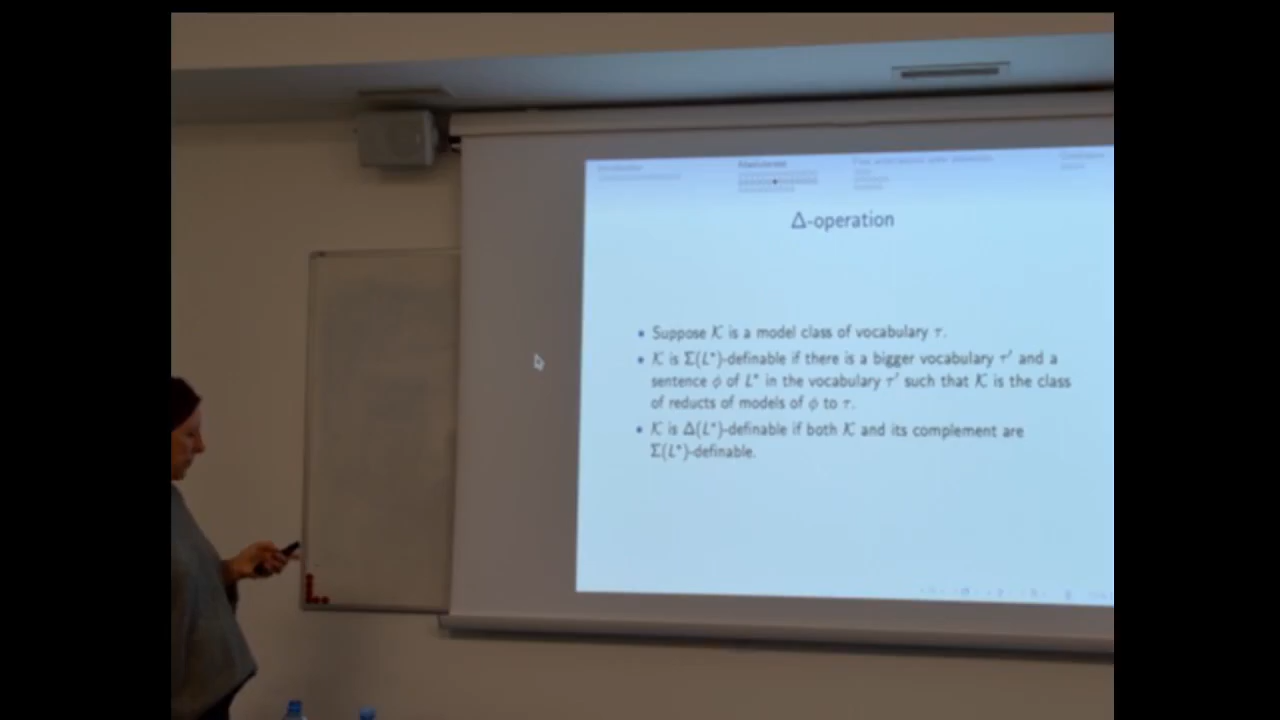 Δ-operation
• Suppose 𝒦 is a model class of vocabulary τ.
• 𝒦 is Σ(L*)-definable if there is a bigger vocabulary τ′ and a
sentence ϕ of L* in the vocabulary τ′ such that 𝒦 is the class
of reducts of models of ϕ to τ.
• 𝒦 is Δ(L*)-definable if both 𝒦 and its complement are
Σ(L*)-definable.